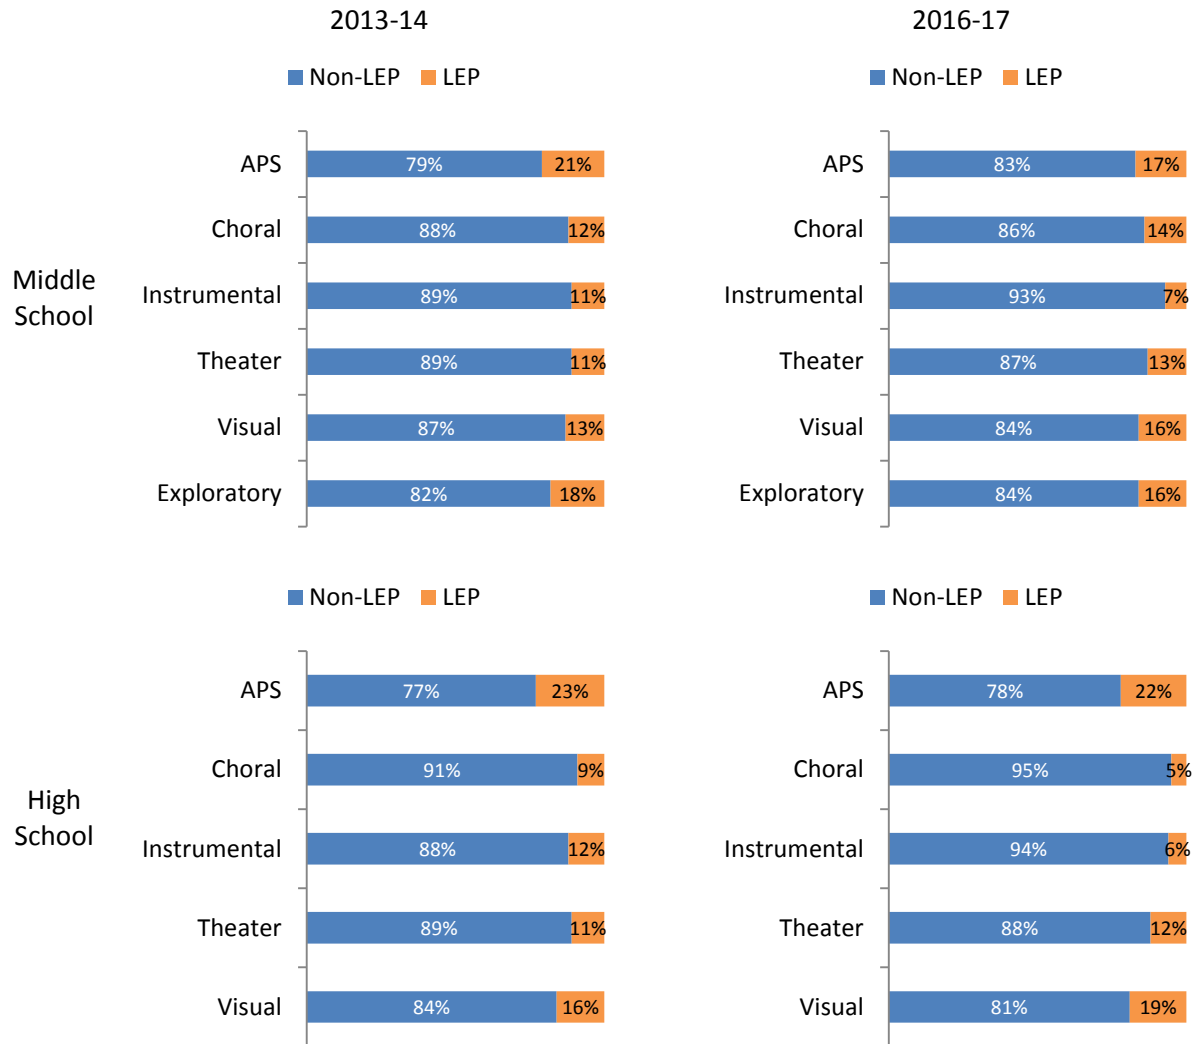 2013-14 2016-17
Non-LEP LEP Non-LEP LEP
APS 79% 21% APS 83% 17%
Choral 88% 12% Choral 86% 14%
Middle
School
Instrumental 89% 11% Instrumental 93% 7%
Theater 89% 11% Theater 87% 13%
Visual 87% 13% Visual 84% 16%
Exploratory 82% 18% Exploratory 84% 16%
Non-LEP LEP Non-LEP LEP
APS 77% 23% APS 78% 22%
Choral 91% 9% Choral 95% 5%
High
School
Instrumental 88% 12% Instrumental 94% 6%
Theater 89% 11% Theater 88% 12%
Visual 84% 16% Visual 81% 19%